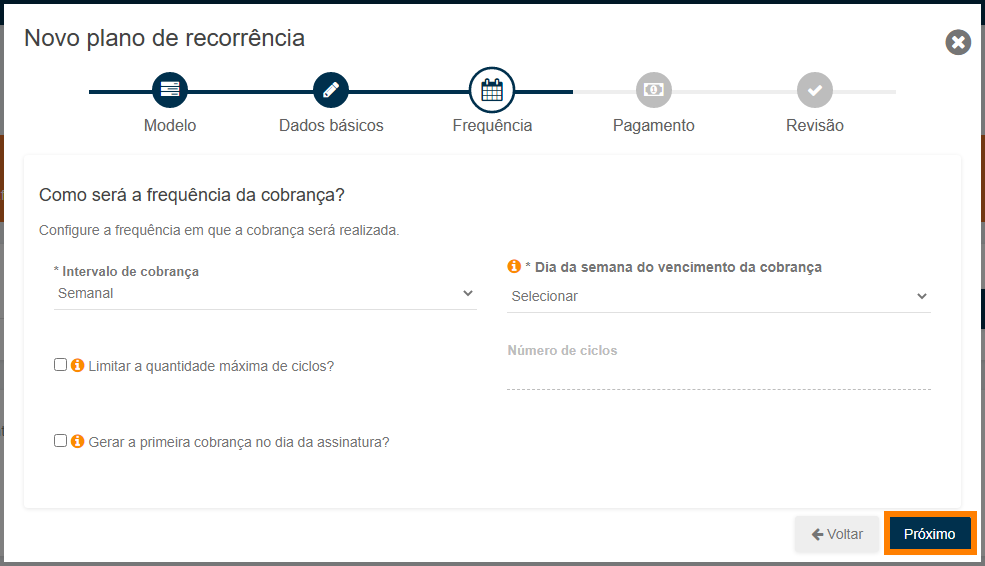 Novo plano de recorrência
Modelo
Dados básicos
Frequência
Pagamento
Revisão
Como será a frequência da cobrança?
Configure a frequência em que a cobrança será realizada.
* Intervalo de cobrança
Semanal
* Dia da semana do vencimento da cobrança
Selecionar
Limitar a quantidade máxima de ciclos?
Número de ciclos
Gerar a primeira cobrança no dia da assinatura?
Voltar
Próximo